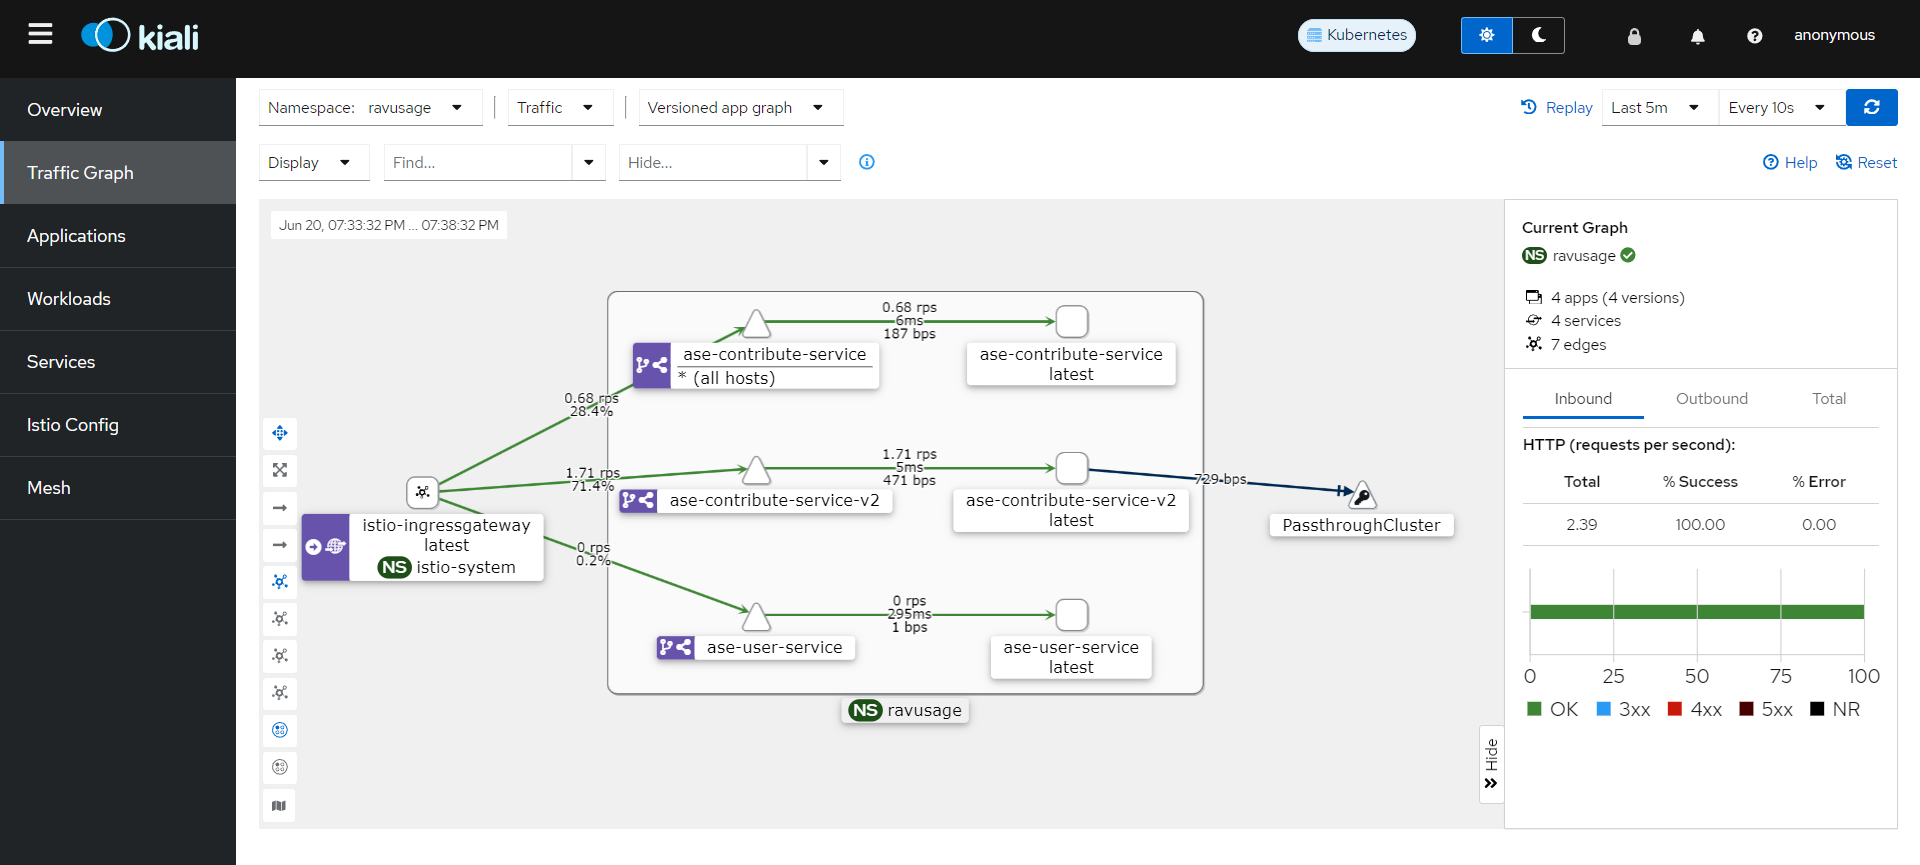 kiali
Kubernetes
anonymous
Overview
Traffic Graph
Applications
Workloads
Services
Istio Config
Mesh
Namespace: ravusage
Traffic
Versioned app graph
Replay
Last 5m
Every 10s
Display
Find...
Hide...
Help
Reset
Jun 20, 07:33:32 PM ... 07:38:32 PM
0.68 rps
6ms
187 bps
ase-contribute-service
* (all hosts)
ase-contribute-service
latest
0.68 rps
28.4%
1.71 rps
71.4%
1.71 rps
5ms
471 bps
ase-contribute-service-v2
ase-contribute-service-v2
latest
729 bps
PassthroughCluster
istio-ingressgateway
latest
NS istio-system
0 rps
0.2%
0 rps
295ms
1 bps
ase-user-service
ase-user-service
latest
NS ravusage
Hide
Current Graph
NS ravusage
4 apps (4 versions)
4 services
7 edges
Inbound Outbound Total
HTTP (requests per second):
Total % Success % Error
2.39 100.00 0.00
0 25 50 75 100
OK 3xx 4xx 5xx NR